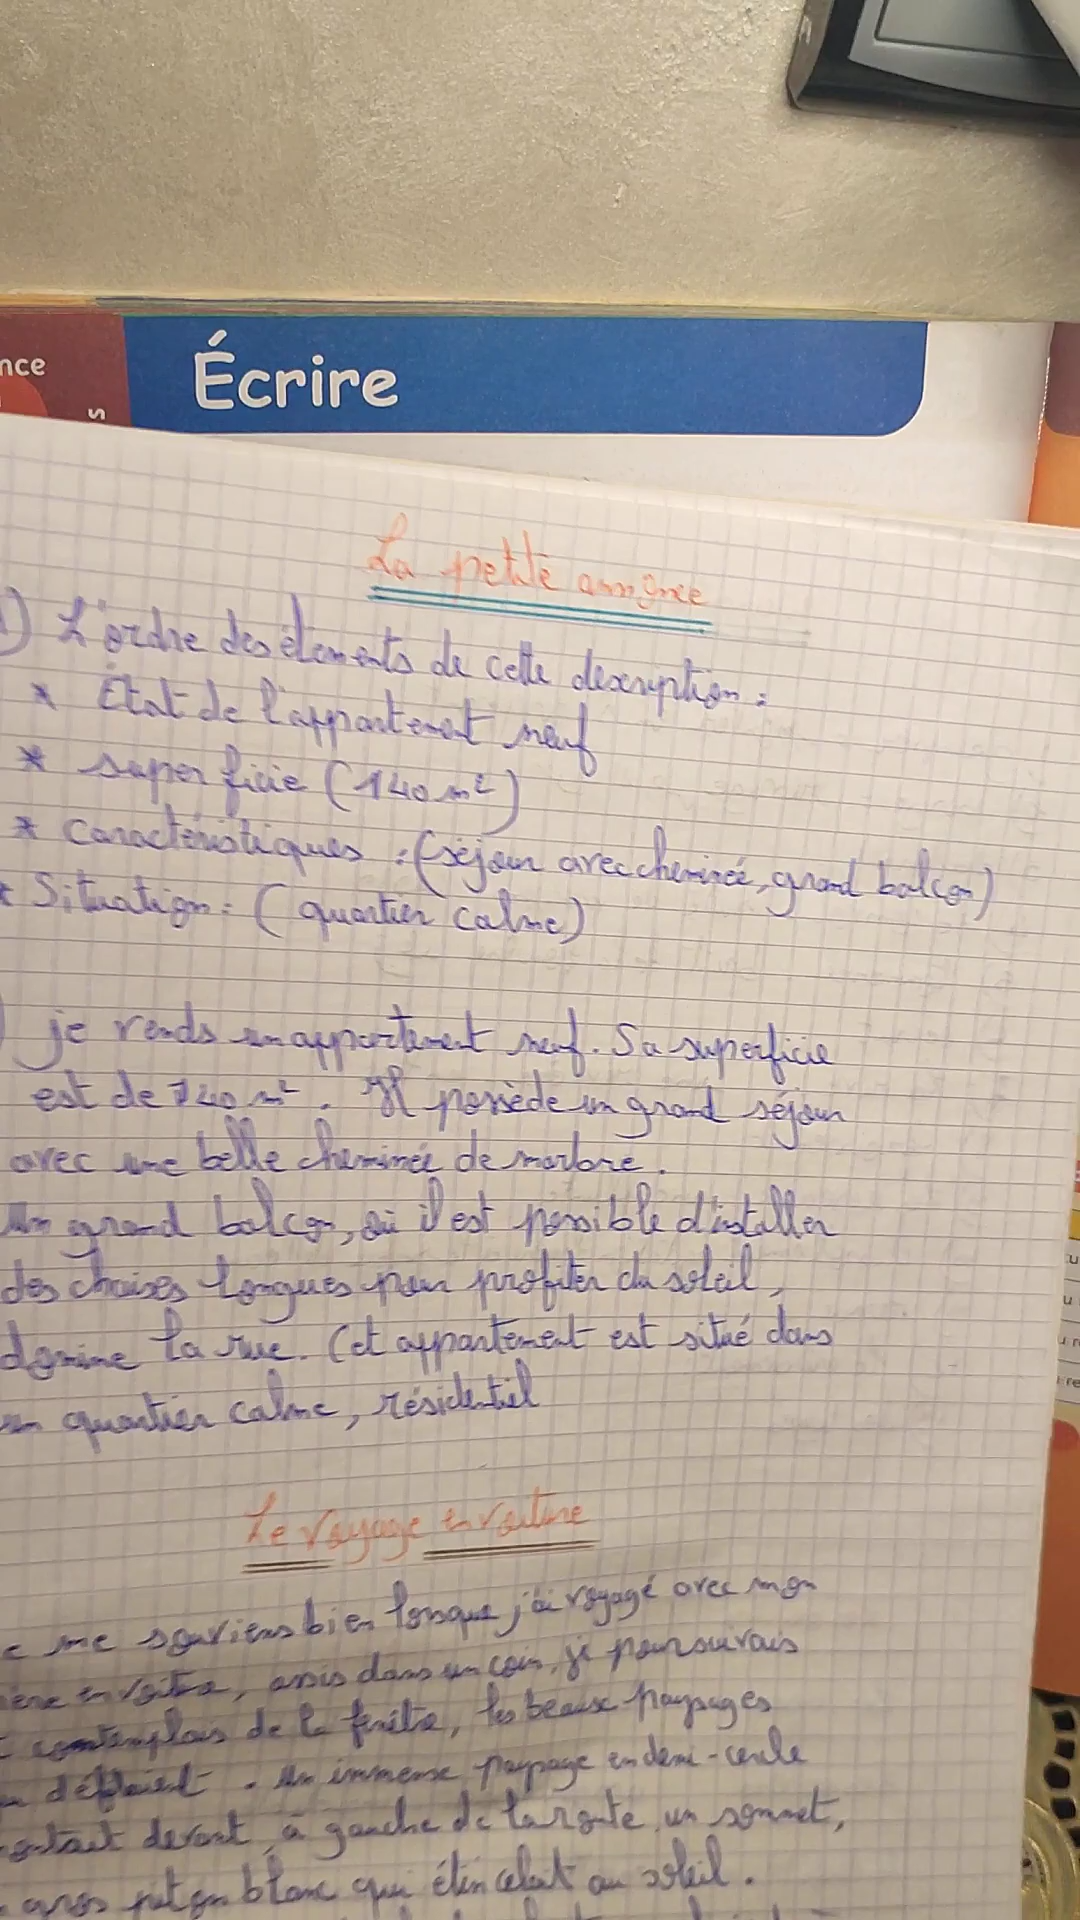 nce
s
Écrire
La petite annonce
1) L'ordre des élements de cette description :
* État de l'appartement neuf
* superficie (140 m²)
* caractéristiques : (séjour avec cheminée, grand balcon)
* Situation : ( quartier calme)
je vends un appartement neuf. Sa superficie
est de 140 m². Il possède un grand séjour
avec une belle cheminée de marbre.
Un grand balcon, où il est possible d'installer
des chaises longues pour profiter du soleil,
domine la rue. Cet appartement est situé dans
un quartier calme, résidentiel
Le voyage en voiture
me souviens bien lorsque j'ai voyagé avec mon
en voiture, assis dans un coin, je poursuivais
contemplais de la fenêtre, les beaux paysages
défilaient. Un immense paysage en demi-cercle
devant, à gauche de la route un sommet,
gros piton blanc qui étincelait au soleil.